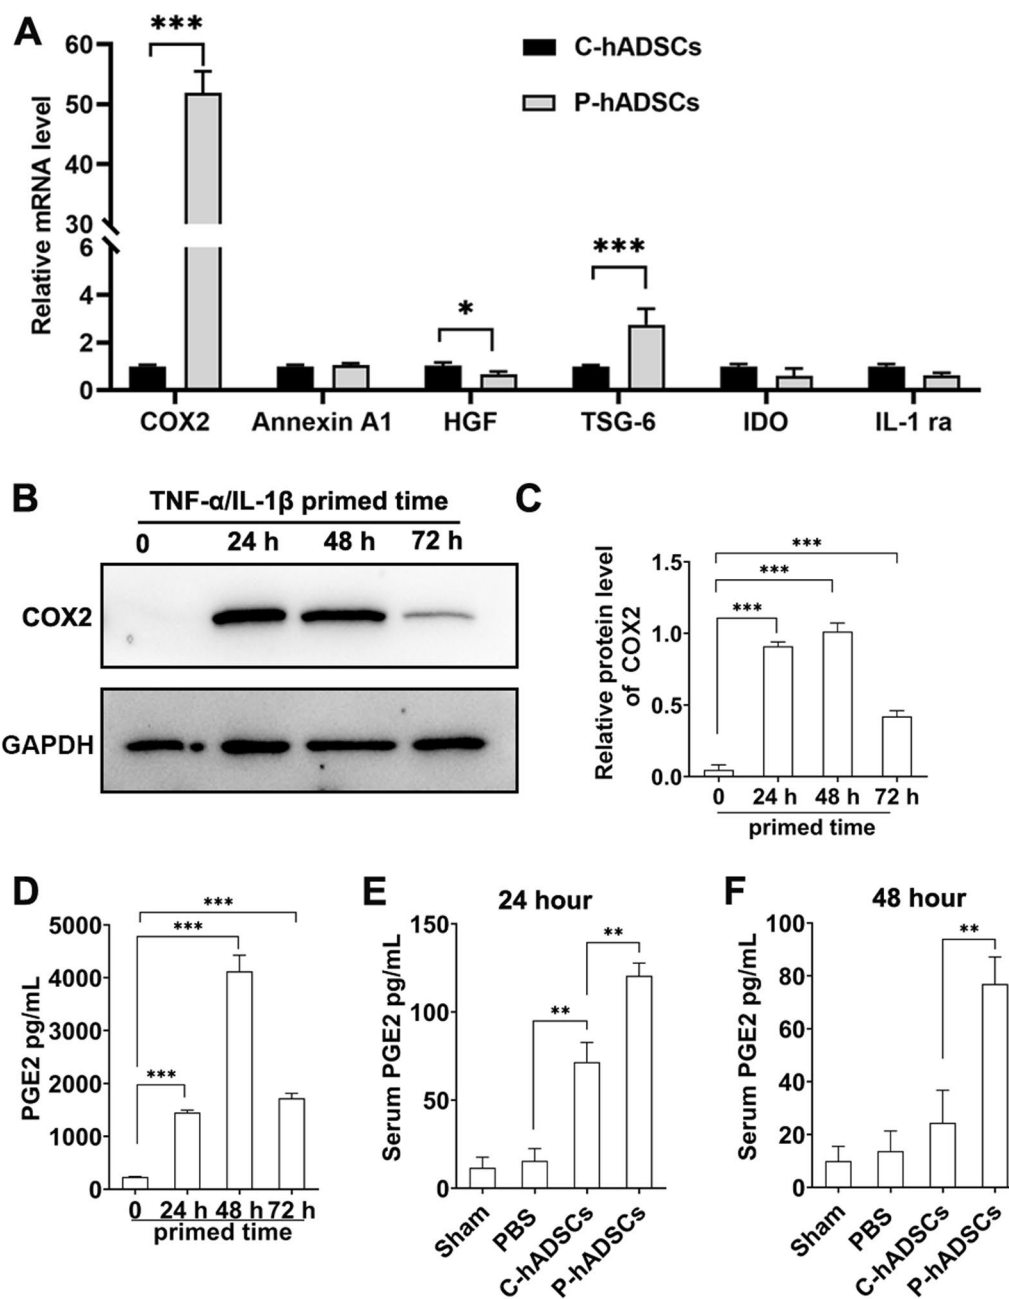 A
***
60
C-hADSCs
P-hADSCs
50
40
30
6
***
4
*
2
0
Relative mRNA level
COX2 Annexin A1 HGF TSG-6 IDO IL-1 ra
B
TNF-α/IL-1β primed time
0 24 h 48 h 72 h
COX2
GAPDH
C
***
***
***
1.5
1.0
0.5
0.0
Relative protein level
of COX2
0 24 h 48 h 72 h
primed time
D
***
***
***
5000
4000
3000
2000
1000
0
PGE2 pg/mL
0 24 h 48 h 72 h
primed time
E
24 hour
**
**
150
100
50
0
Serum PGE2 pg/mL
Sham PBS C-hADSCs P-hADSCs
F
48 hour
**
100
80
60
40
20
0
Serum PGE2 pg/mL
Sham PBS C-hADSCs P-hADSCs